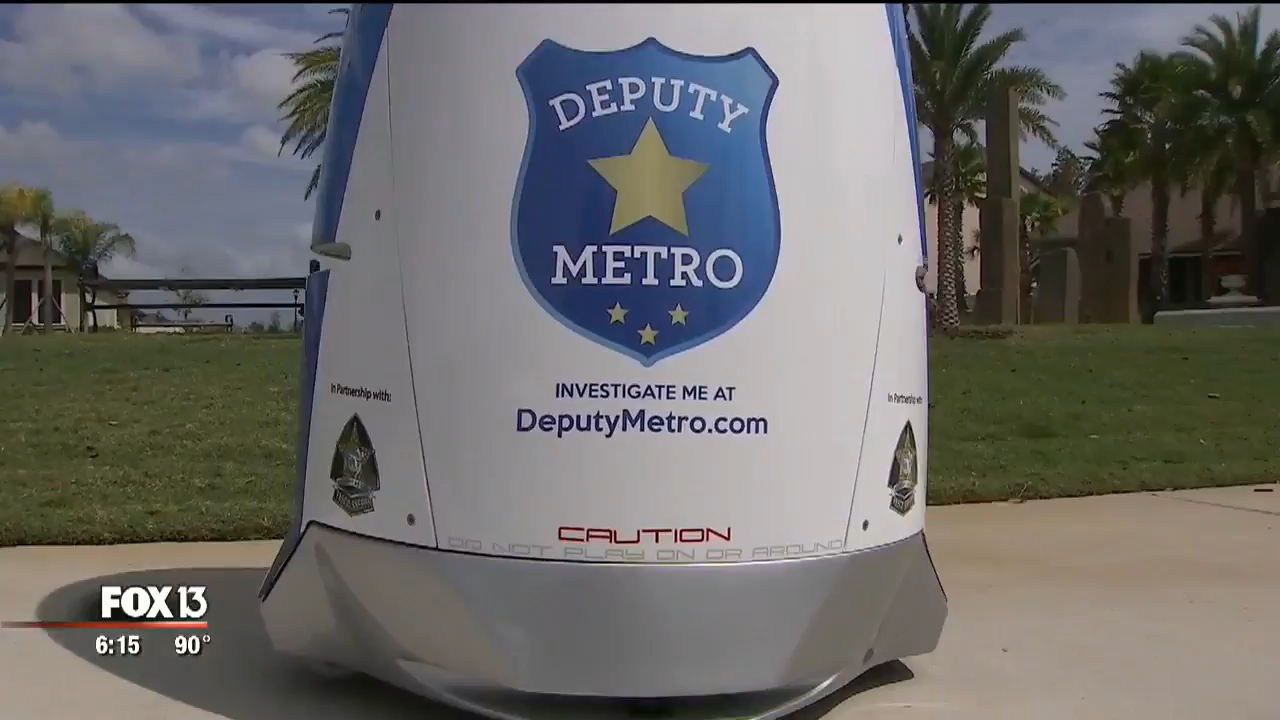 DEPUTY
METRO
INVESTIGATE ME AT
DeputyMetro.com
In Partnership with:
In Partnership with
CAUTION
DO NOT PLAY ON OR AROUND
FOX 13
6:15 90°